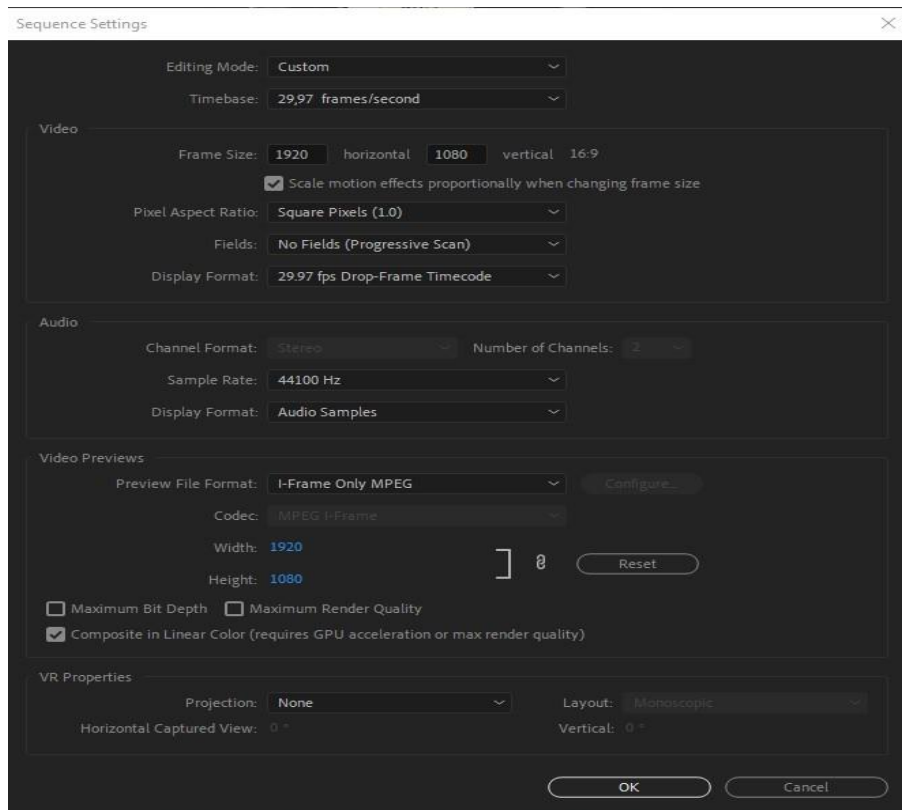 Sequence Settings
Editing Mode: Custom
Timebase: 29,97 frames/second
Video
Frame Size: 1920 horizontal 1080 vertical 16:9
Scale motion effects proportionally when changing frame size
Pixel Aspect Ratio: Square Pixels (1.0)
Fields: No Fields (Progressive Scan)
Display Format: 29.97 fps Drop-Frame Timecode
Audio
Channel Format: Stereo Number of Channels: 2
Sample Rate: 44100 Hz
Display Format: Audio Samples
Video Previews
Preview File Format: I-Frame Only MPEG Configure...
Codec: MPEG I-Frame
Width: 1920
Height: 1080
Reset
Maximum Bit Depth Maximum Render Quality
Composite in Linear Color (requires GPU acceleration or max render quality)
VR Properties
Projection: None Layout: Monoscopic
Horizontal Captured View: 0 ° Vertical: 0 °
OK Cancel